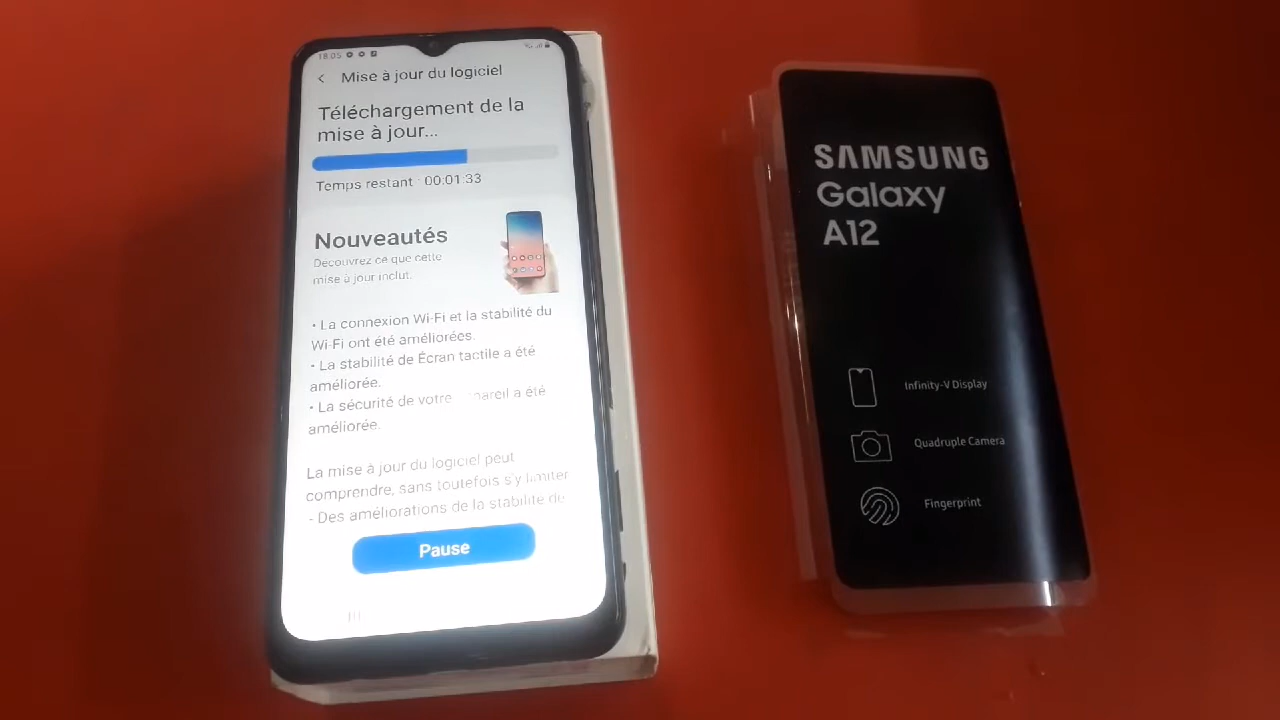 18:05
Mise à jour du logiciel
Téléchargement de la
mise à jour...
Temps restant : 00:01:33
Nouveautés
Découvrez ce que cette
mise à jour inclut.
• La connexion Wi-Fi et la stabilité du
Wi-Fi ont été améliorées.
• La stabilité de Écran tactile a été
améliorée.
• La sécurité de votre a été
améliorée.
La mise à jour du logiciel peut
comprendre, sans toutefois s'y limiter
- Des améliorations de la stabilité de
Pause
SAMSUNG
Galaxy
A12
Infinity-V Display
Quadruple Camera
Fingerprint